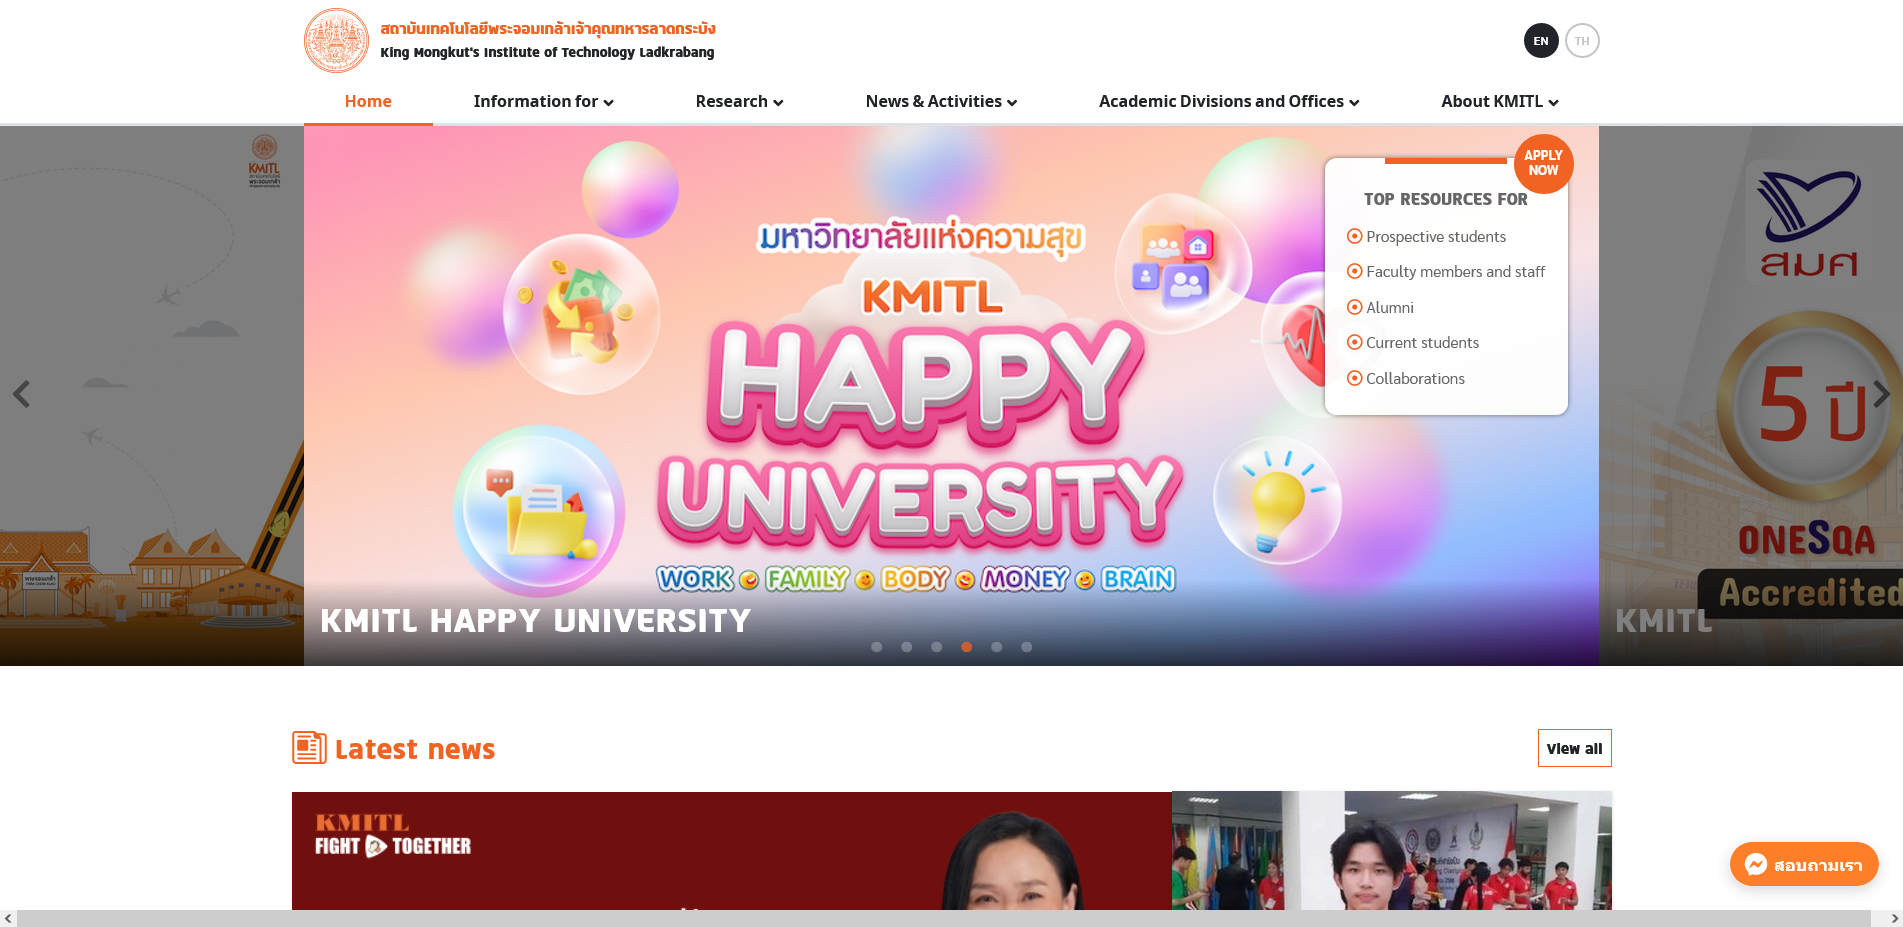 สถาบันเทคโนโลยีพระจอมเกล้าเจ้าคุณทหารลาดกระบัง
King Mongkut's Institute of Technology Ladkrabang
EN
TH
Home
Information for
Research
News & Activities
Academic Divisions and Offices
About KMITL
KMITL
มหาวิทยาลัยแห่งความสุข
KMITL
HAPPY
UNIVERSITY
WORK FAMILY BODY MONEY BRAIN
KMITL HAPPY UNIVERSITY
APPLY
NOW
TOP RESOURCES FOR
Prospective students
Faculty members and staff
Alumni
Current students
Collaborations
สมศ
5 ปี
ONESQA
Accredited
KMITL
Latest news
View all
KMITL
FIGHT TOGETHER
สอบถามเรา